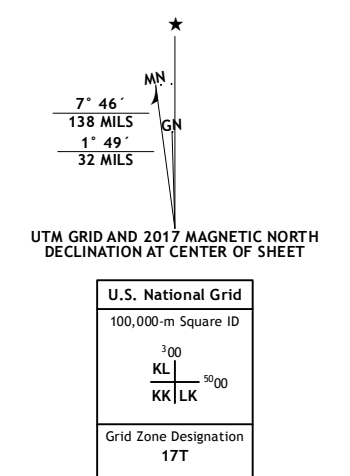 ★
MN
7° 46´
138 MILS
GN
1° 49´
32 MILS
UTM GRID AND 2017 MAGNETIC NORTH
DECLINATION AT CENTER OF SHEET
U.S. National Grid
100,000-m Square ID
³00
KL
⁵⁰00
KK LK
Grid Zone Designation
17T